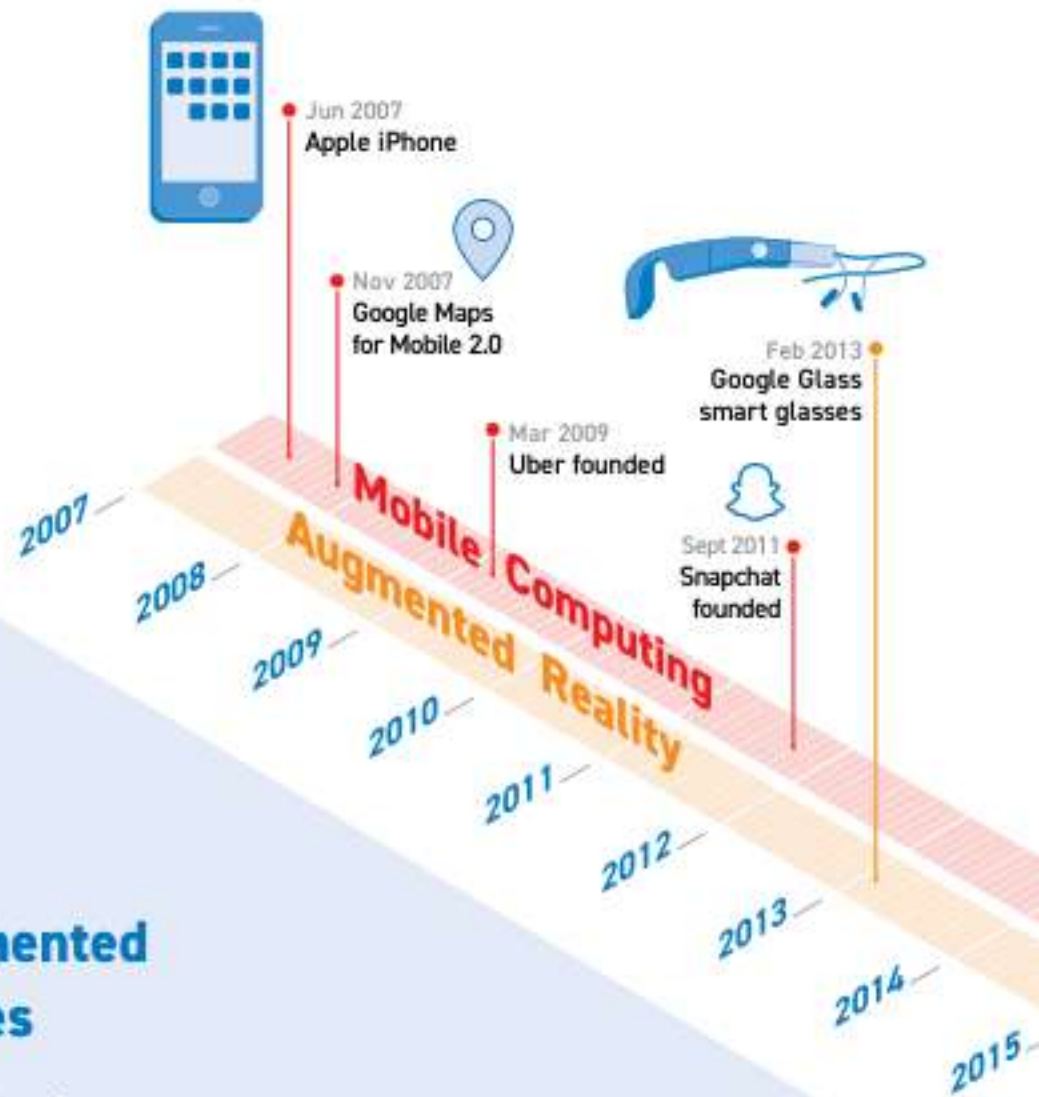 Jun 2007
Apple iPhone
Nov 2007
Google Maps
for Mobile 2.0
Feb 2013
Google Glass
smart glasses
Mar 2009
Uber founded
Sept 2011
Snapchat
founded
Mobile Computing
Augmented Reality
2007
2008
2009
2010
2011
2012
2013
2014
2015